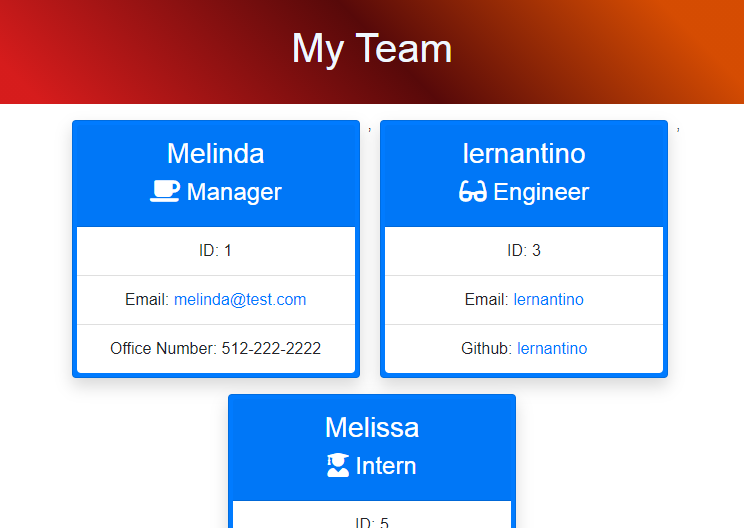 My Team
Melinda
Manager
ID: 1
Email: melinda@test.com
Office Number: 512-222-2222
,
lernantino
Engineer
ID: 3
Email: lernantino
Github: lernantino
,
Melissa
Intern
ID: 5